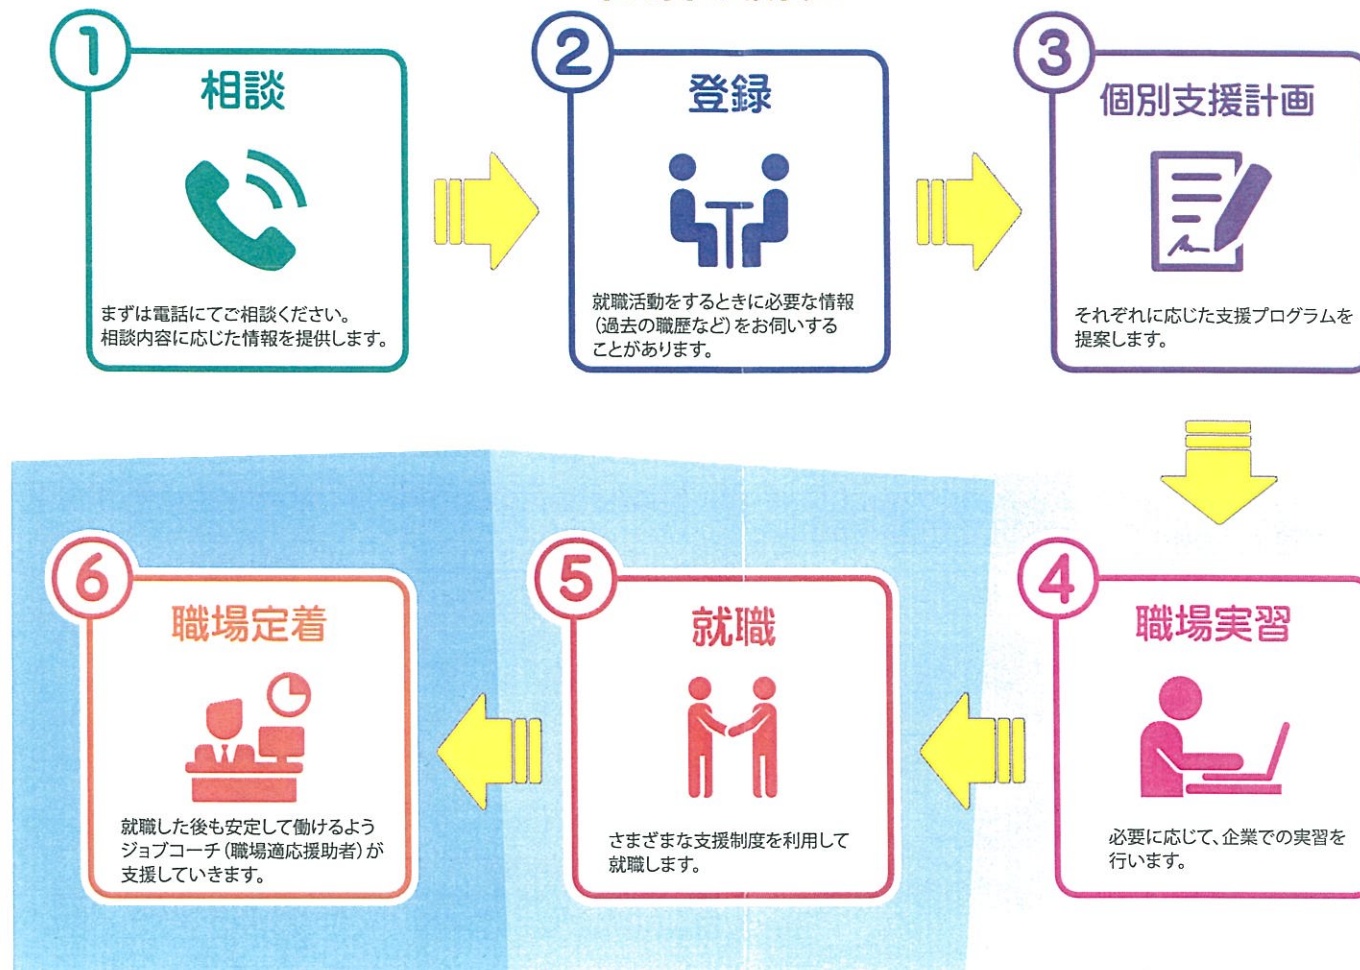 1
相談
まずは電話にてご相談ください。
相談内容に応じた情報を提供します。
2
登録
就職活動をするときに必要な情報
(過去の職歴など)をお伺いする
ことがあります。
3
個別支援計画
それぞれに応じた支援プログラムを
提案します。
4
職場実習
必要に応じて、企業での実習を
行います。
5
就職
さまざまな支援制度を利用して
就職します。
6
職場定着
就職した後も安定して働けるよう
ジョブコーチ(職場適応援助者)が
支援していきます。